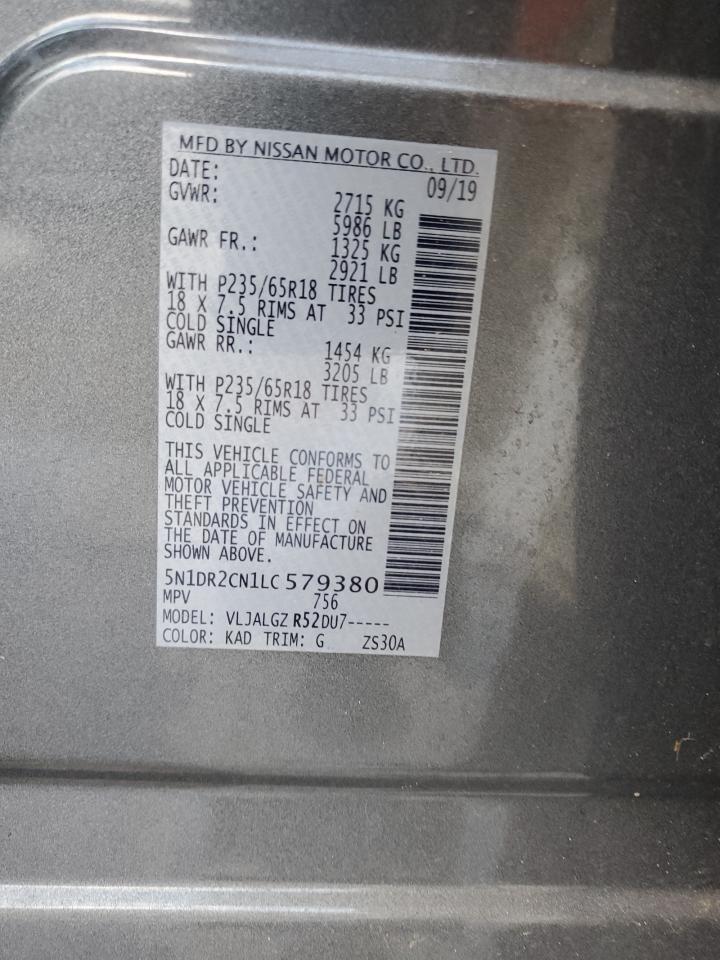 MFD BY NISSAN MOTOR CO., LTD.
DATE: 09/19
GVWR: 2715 KG
5986 LB
GAWR FR.: 1325 KG
2921 LB
WITH P235/65R18 TIRES
18 X 7.5 RIMS AT 33 PSI
COLD SINGLE
GAWR RR.: 1454 KG
3205 LB
WITH P235/65R18 TIRES
18 X 7.5 RIMS AT 33 PSI
COLD SINGLE
THIS VEHICLE CONFORMS TO
ALL APPLICABLE FEDERAL
MOTOR VEHICLE SAFETY AND
THEFT PREVENTION
STANDARDS IN EFFECT ON
THE DATE OF MANUFACTURE
SHOWN ABOVE.
5N1DR2CN1LC579380
MPV 756
MODEL: VLJALGZ R52DU7-----
COLOR: KAD TRIM: G ZS30A